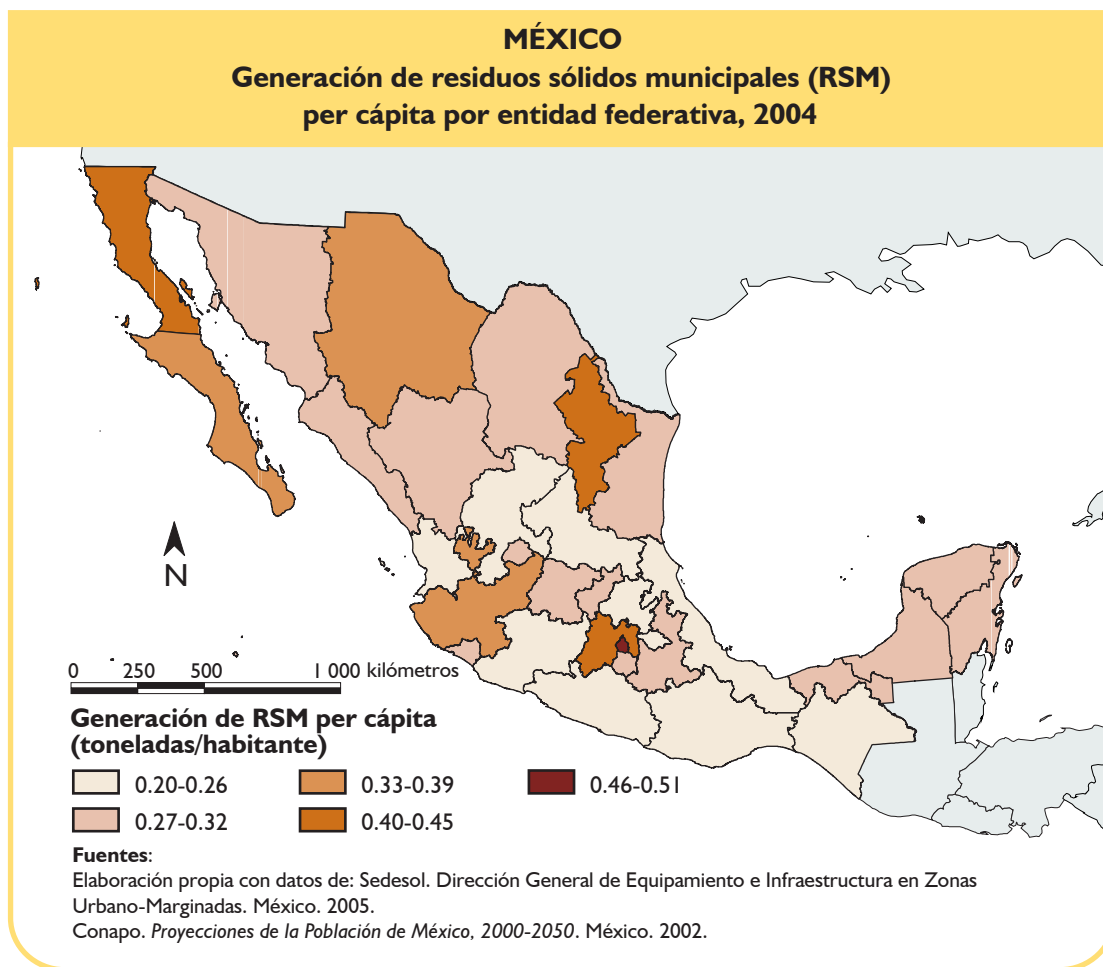 MÉXICO
Generación de residuos sólidos municipales (RSM)
per cápita por entidad federativa, 2004
N
0 250 500 1 000 kilómetros
Generación de RSM per cápita
(toneladas/habitante)
0.20-0.26 0.33-0.39 0.46-0.51
0.27-0.32 0.40-0.45
Fuentes:
Elaboración propia con datos de: Sedesol. Dirección General de Equipamiento e Infraestructura en Zonas
Urbano-Marginadas. México. 2005.
Conapo. Proyecciones de la Población de México, 2000-2050. México. 2002.